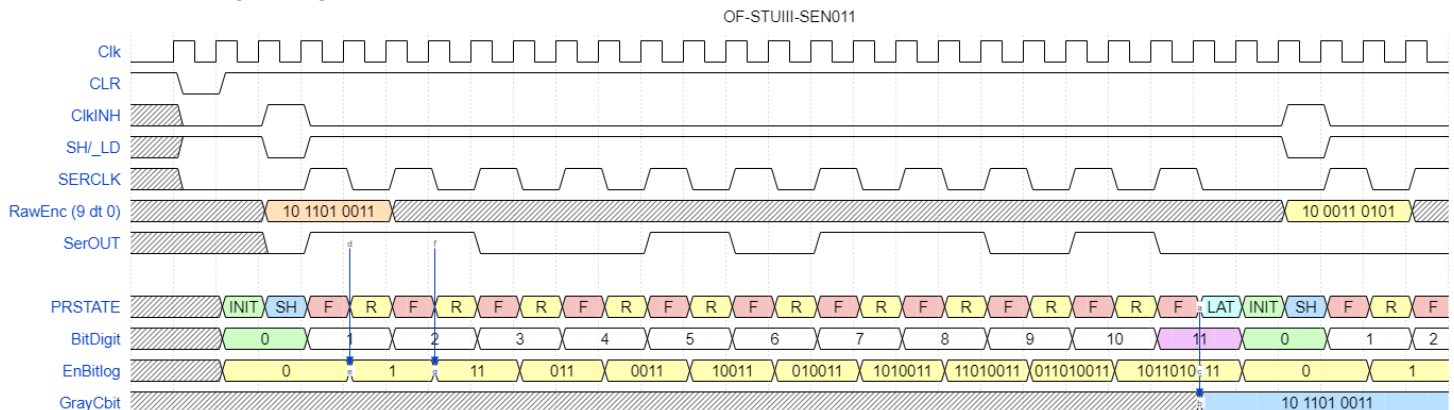 OF-STUIII-SEN011
Clk
CLR
ClkINH
SH/_LD
SERCLK
RawEnc (9 dt 0) 10 1101 0011 10 0011 0101
SerOUT d f
PRSTATE INIT SH F R F R F R F R F R F R F R F R F R F R F LAT INIT SH F R F
BitDigit 0 1 2 3 4 5 6 7 8 9 10 11 0 1 2
EnBitlog 0 e 1 g 11 011 0011 10011 010011 1010011 11010011 011010011 1011010 11 0 1
GrayCbit 10 1101 0011